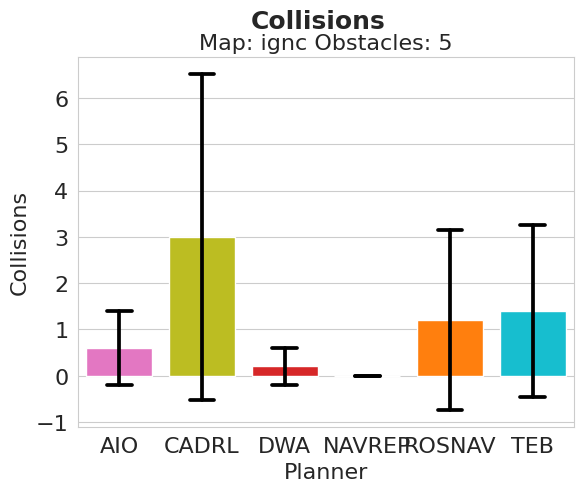 Collisions
Map: ignc Obstacles: 5
Collisions
6
5
4
3
2
1
0
−1
AIO CADRL DWA NAVREP ROSNAV TEB
Planner